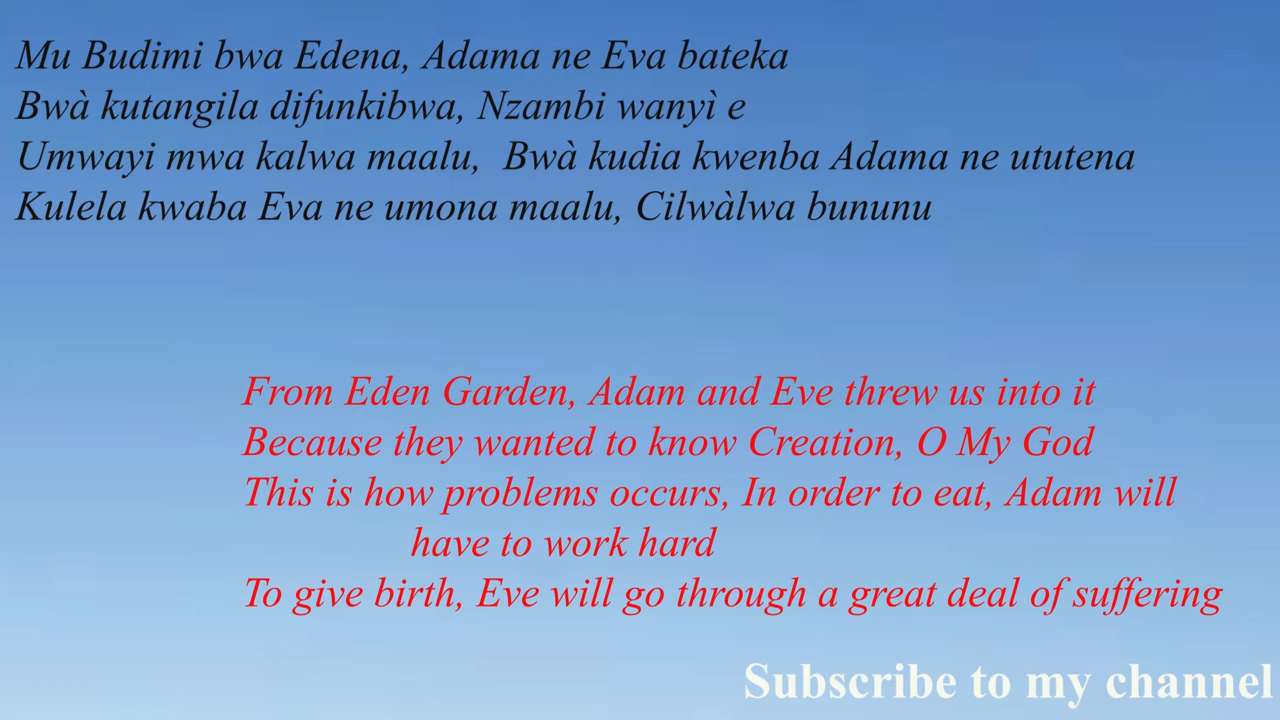 Mu Budimi bwa Edena, Adama ne Eva bateka
Bwà kutangila difunkibwa, Nzambi wanyì e
Umwayi mwa kalwa maalu, Bwà kudia kwenba Adama ne ututena
Kulela kwaba Eva ne umona maalu, Cilwàlwa bununu
From Eden Garden, Adam and Eve threw us into it
Because they wanted to know Creation, O My God
This is how problems occurs, In order to eat, Adam will
have to work hard
To give birth, Eve will go through a great deal of suffering
Subscribe to my channel